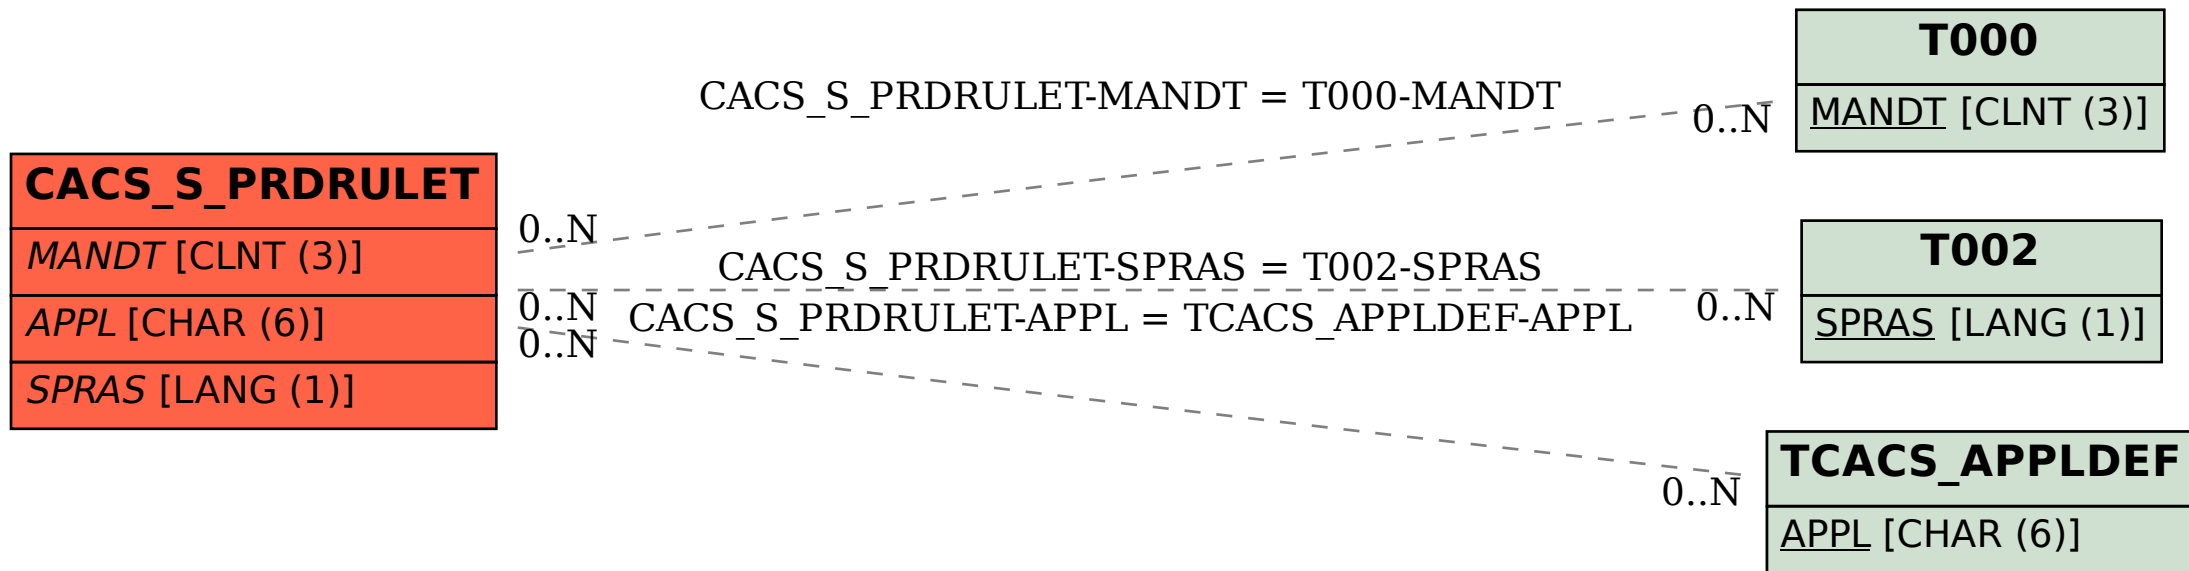 CACS_S_PRDRULET
MANDT [CLNT (3)]
APPL [CHAR (6)]
SPRAS [LANG (1)]
CACS_S_PRDRULET-MANDT = T000-MANDT
0..N
0..N
CACS_S_PRDRULET-SPRAS = T002-SPRAS
0..N
0..N
CACS_S_PRDRULET-APPL = TCACS_APPLDEF-APPL
0..N
0..N
T000
MANDT [CLNT (3)]
T002
SPRAS [LANG (1)]
TCACS_APPLDEF
APPL [CHAR (6)]